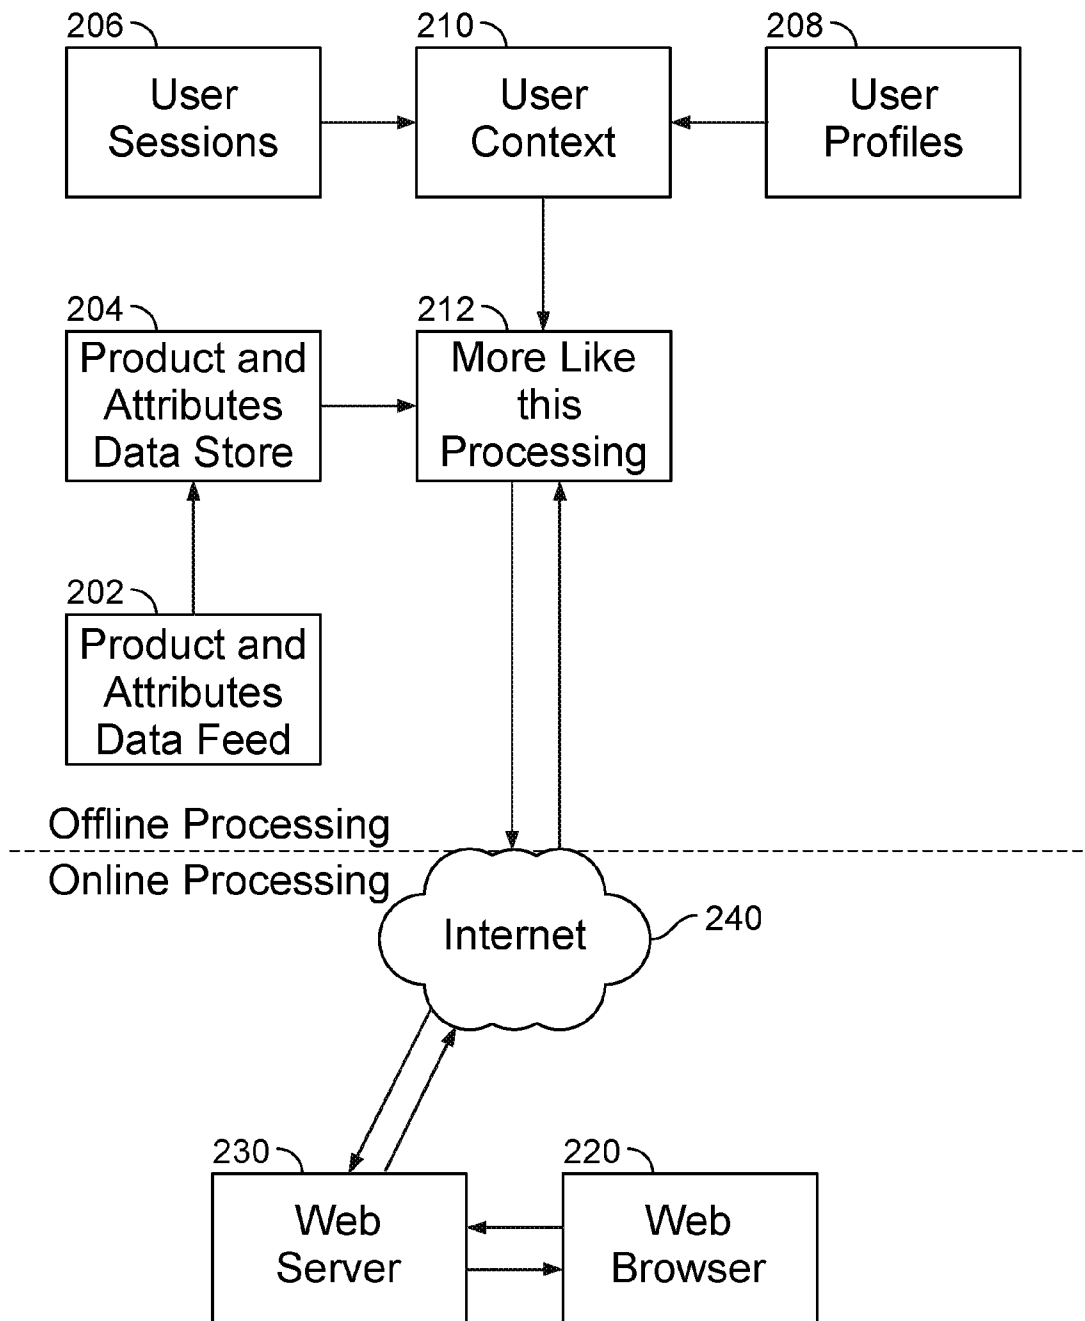 206
User
Sessions
210
User
Context
208
User
Profiles
204
Product and
Attributes
Data Store
212
More Like
this
Processing
202
Product and
Attributes
Data Feed
Offline Processing
Online Processing
Internet
240
230
Web
Server
220
Web
Browser